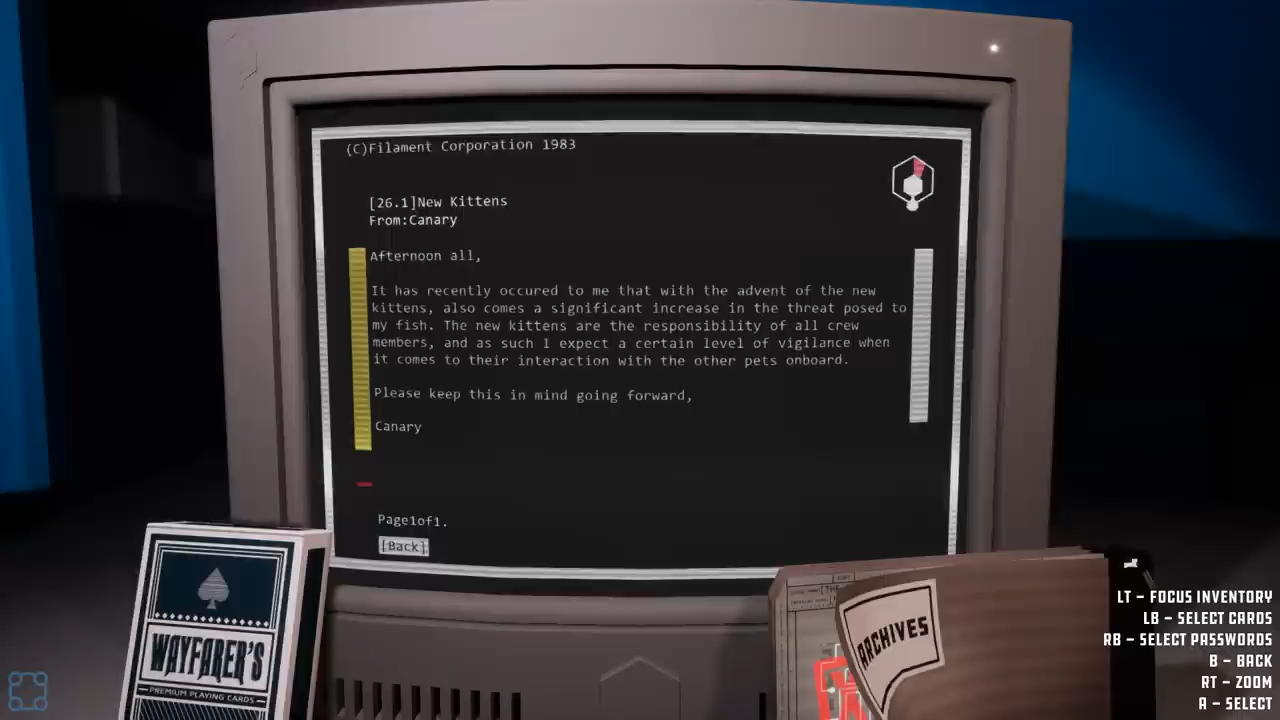 (C)Filament Corporation 1983
[26.1]New Kittens
From:Canary
Afternoon all,
It has recently occured to me that with the advent of the new
kittens, also comes a significant increase in the threat posed to
my fish. The new kittens are the responsibility of all crew
members, and as such I expect a certain level of vigilance when
it comes to their interaction with the other pets onboard.
Please keep this in mind going forward,
Canary
Page1of1.
[Back]
WAYFARER'S
PREMIUM PLAYING CARDS
ARCHIVES
LT – FOCUS INVENTORY
LB – SELECT CARDS
RB – SELECT PASSWORDS
B – BACK
RT – ZOOM
A – SELECT